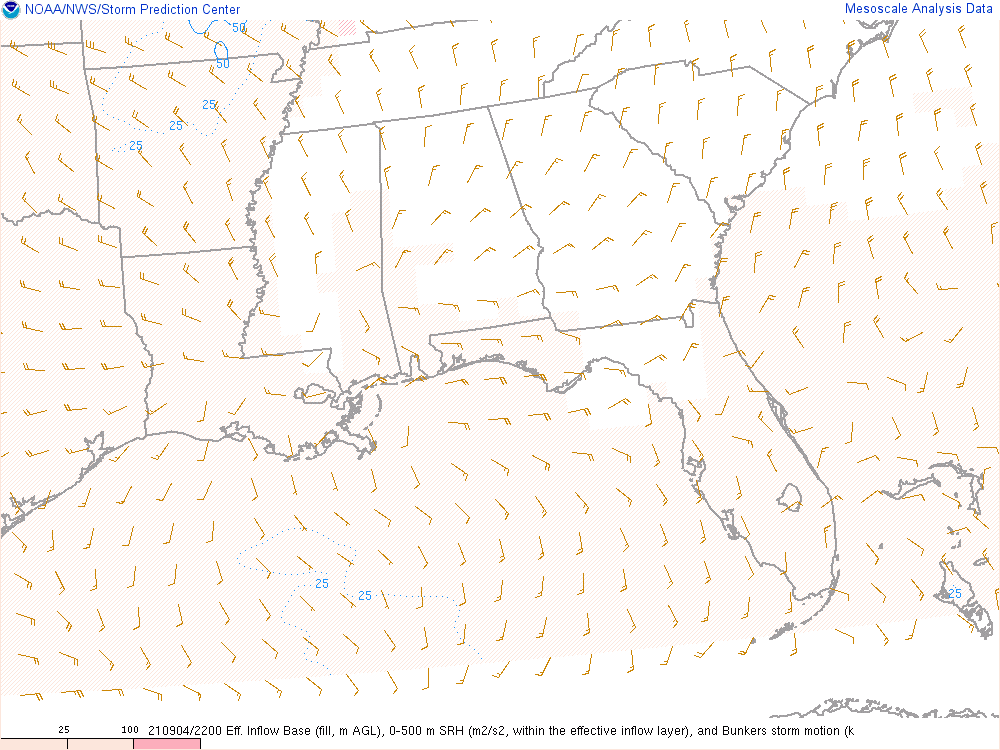 NOAA/NWS/Storm Prediction Center
Mesoscale Analysis Data
50
50
25
25
25
25
25
25
25 100 210904/2200 Eff. Inflow Base (fill, m AGL), 0-500 m SRH (m2/s2, within the effective inflow layer), and Bunkers storm motion (k